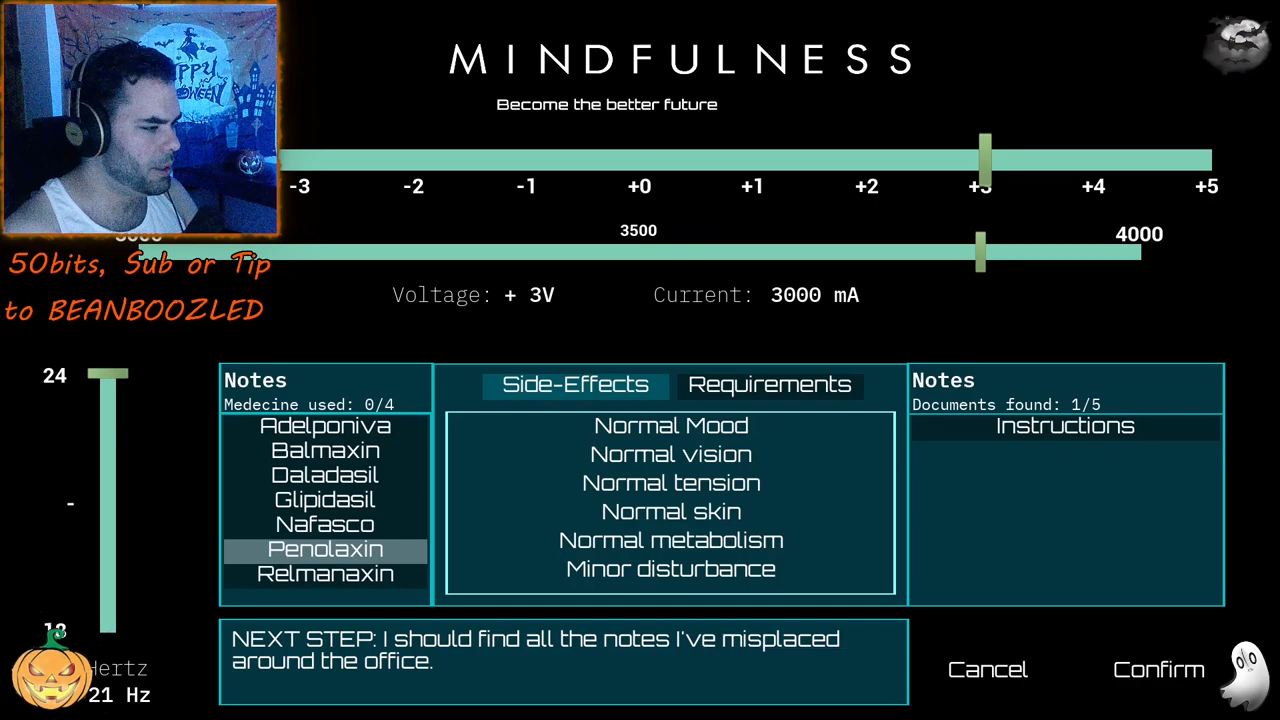 MINDFULNESS
Become the better future
-3 -2 -1 +0 +1 +2 +3 +4 +5
3500 4000
50bits, Sub or Tip
to BEANBOOZLED
Voltage: + 3V Current: 3000 mA
24
-
Hertz
21 Hz
Notes
Medecine used: 0/4
Adelponiva
Balmaxin
Daladasil
Glipidasil
Nafasco
Penolaxin
Relmanaxin
Side-Effects Requirements
Normal Mood
Normal vision
Normal tension
Normal skin
Normal metabolism
Minor disturbance
Notes
Documents found: 1/5
Instructions
NEXT STEP: I should find all the notes I've misplaced
around the office.
Cancel Confirm